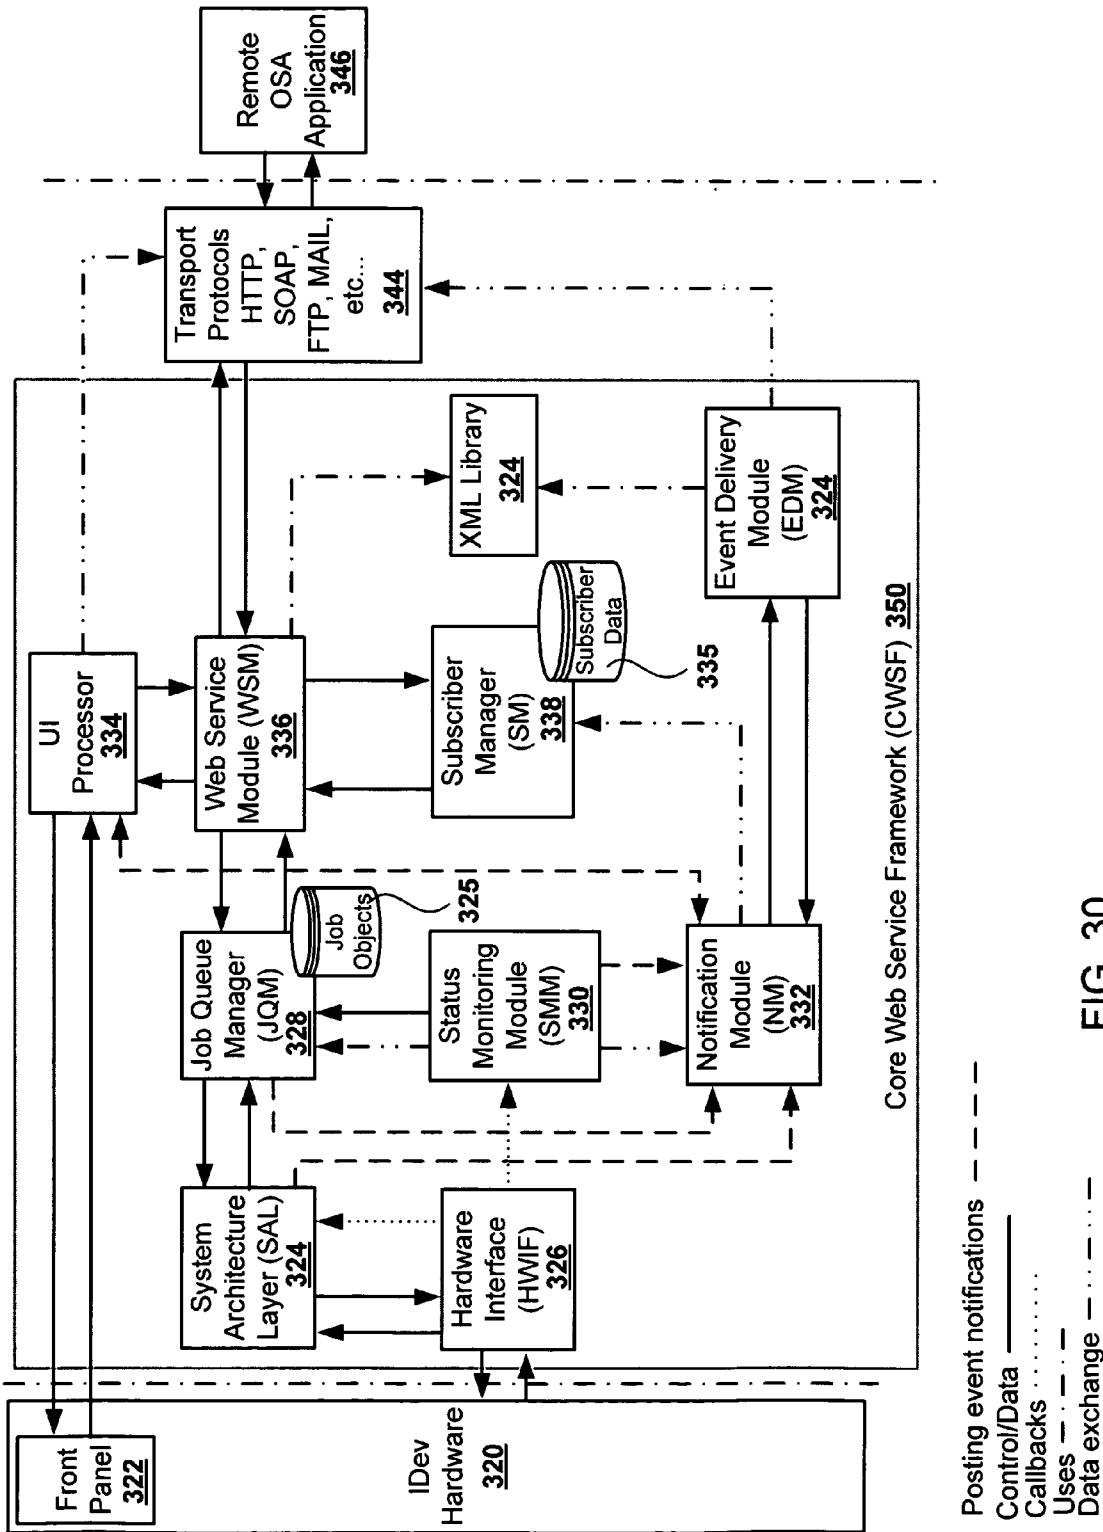 Front
Panel
322
IDev
Hardware
320
UI
Processor
334
System
Architecture
Layer (SAL)
324
Hardware
Interface
(HWIF)
326
Job Queue
Manager
(JQM)
328
Job
Objects
325
Status
Monitoring
Module
(SMM)
330
Notification
Module
(NM)
332
Web Service
Module (WSM)
336
Subscriber
Manager
(SM)
338
Subscriber
Data
335
XML Library
324
Event Delivery
Module
(EDM)
324
Core Web Service Framework (CWSF) 350
Transport
Protocols
HTTP,
SOAP,
FTP, MAIL,
etc...
344
Remote
OSA
Application
346
Posting event notifications
Control/Data
Callbacks
Uses
Data exchange
FIG. 30